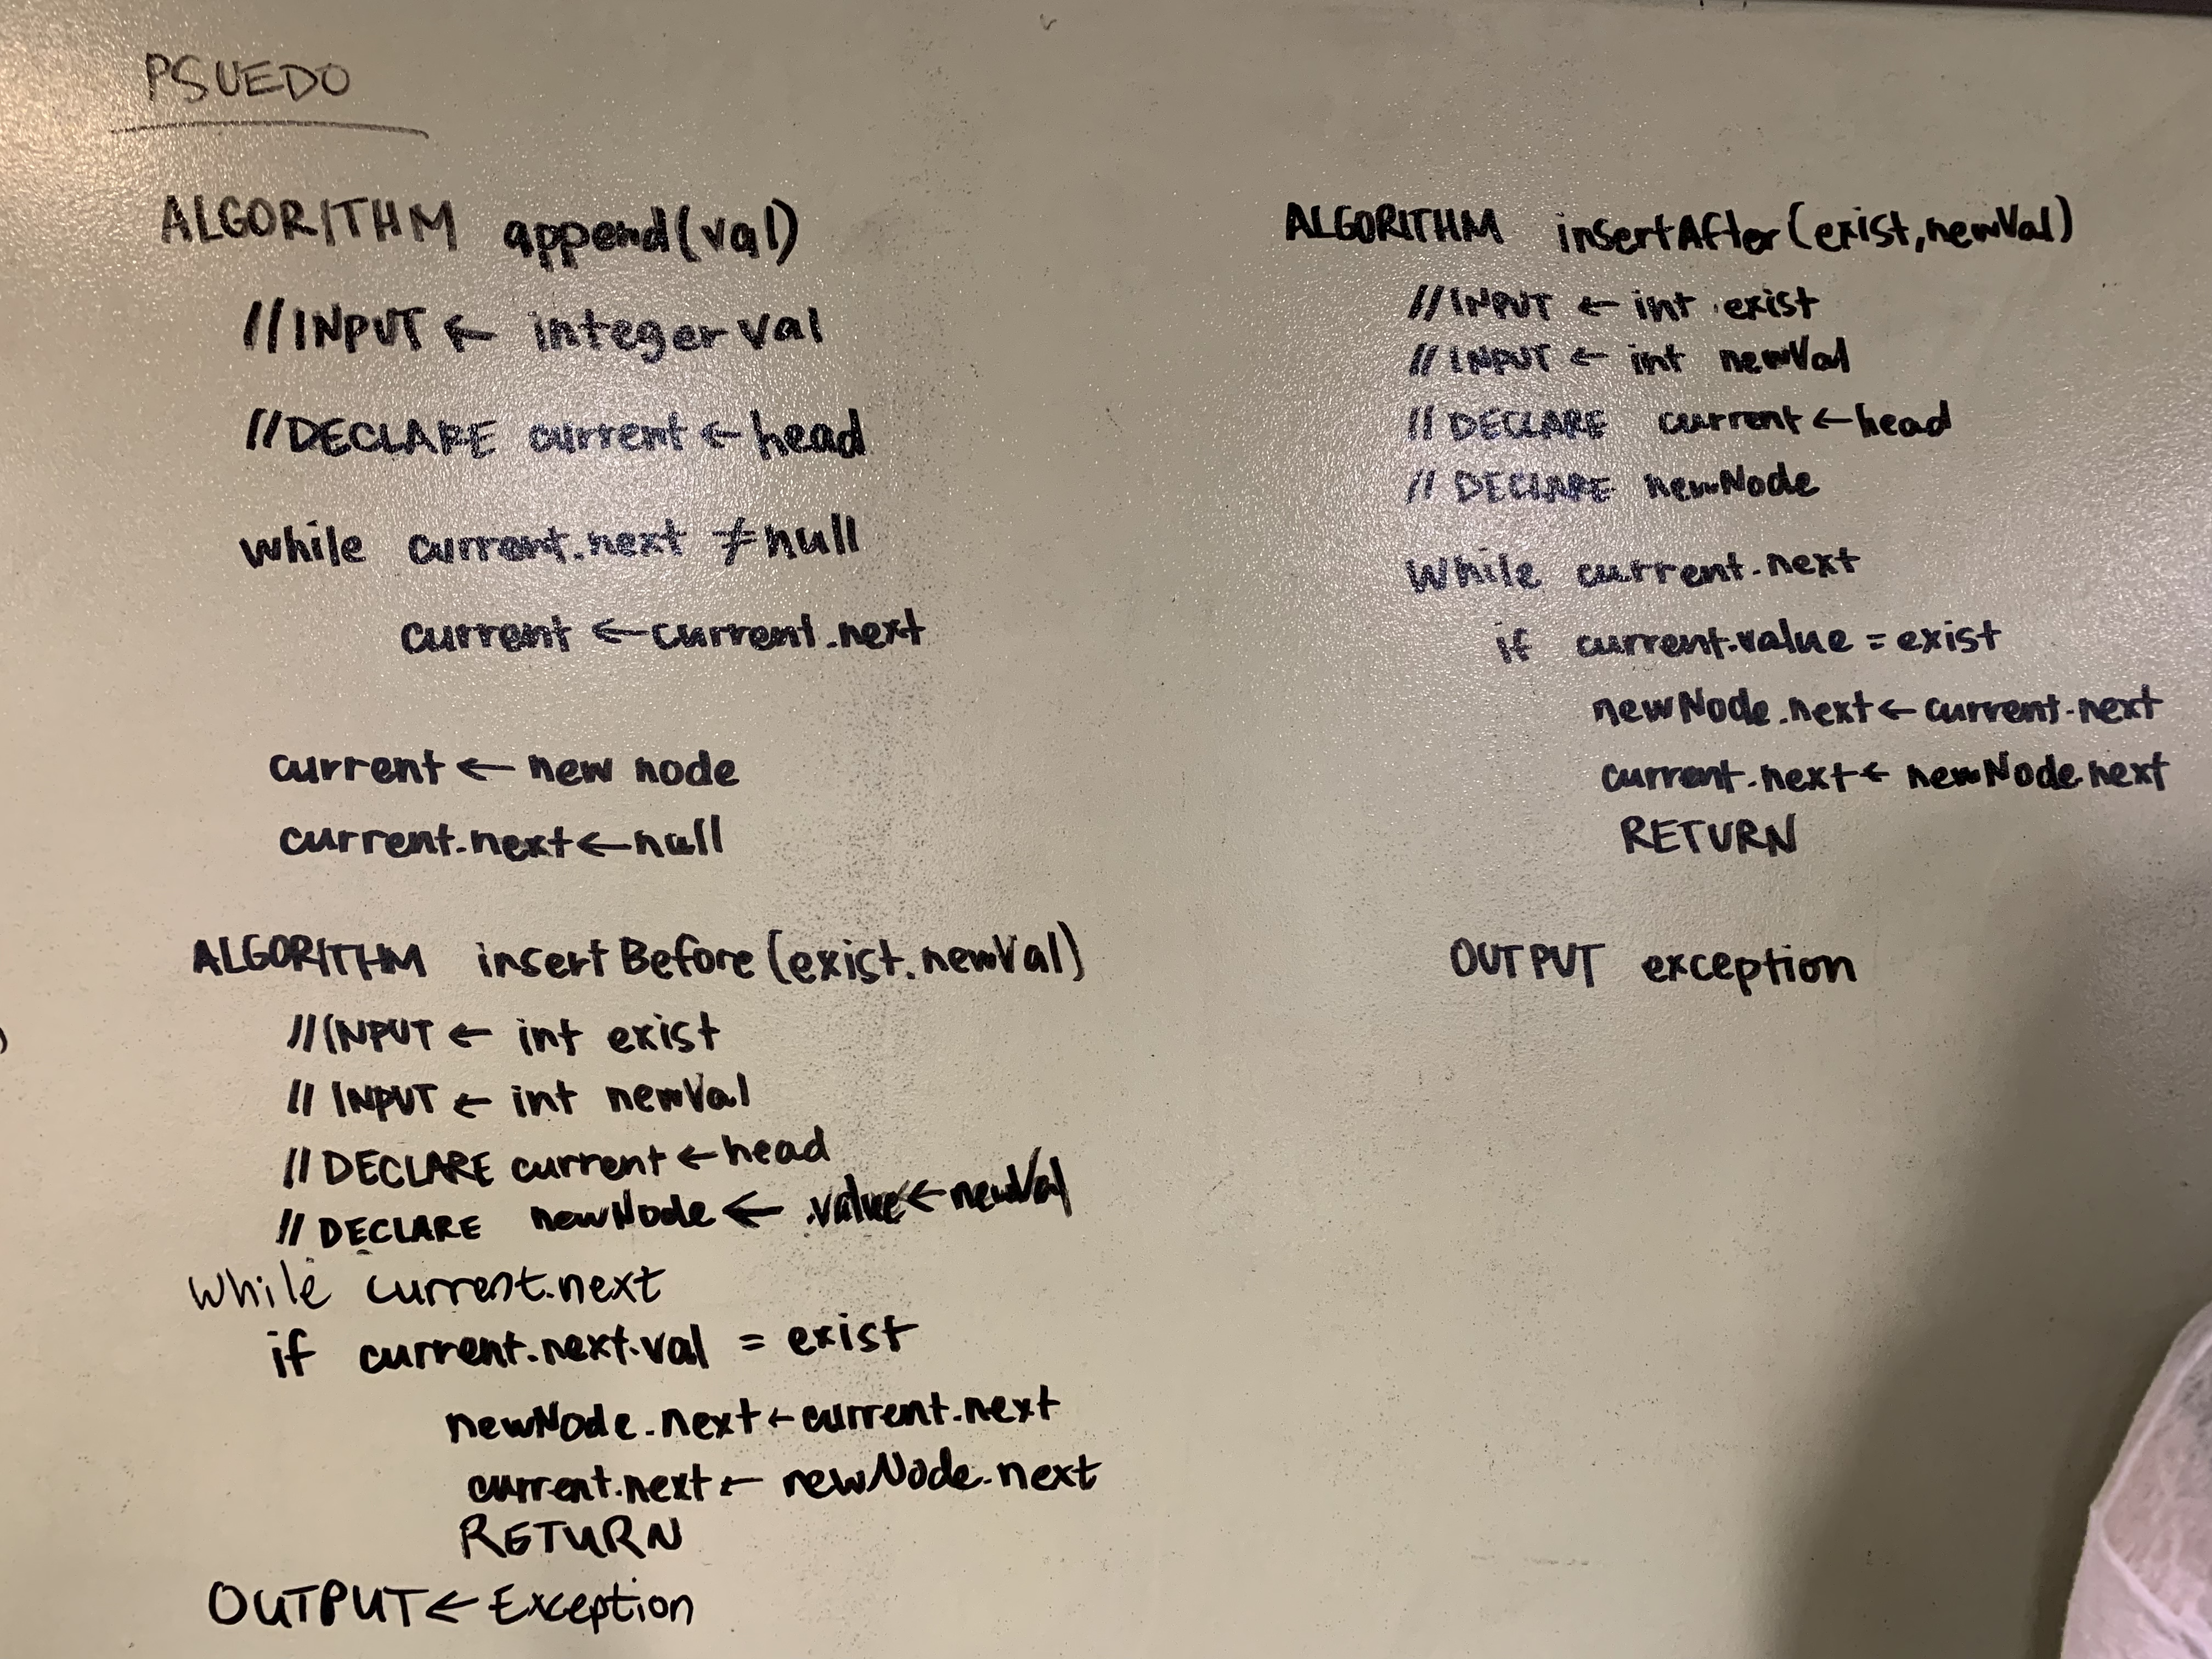 PSUEDO
ALGORITHM append(val)
//INPUT ← integer val
//DECLARE current ← head
while current.next ≠ null
current ← current.next
current ← new node
current.next ← null
ALGORITHM insertBefore(exist.newVal)
//INPUT ← int exist
//INPUT ← int newVal
//DECLARE current ← head
//DECLARE newNode ← .value ← newVal
While current.next
if current.next.val = exist
newNode.next ← current.next
current.next ← newNode.next
RETURN
OUTPUT ← Exception
ALGORITHM insertAfter(exist,newVal)
//INPUT ← int exist
//INPUT ← int newVal
//DECLARE current ← head
//DECLARE newNode
While current.next
if current.value = exist
newNode.next ← current.next
current.next ← newNode.next
RETURN
OUTPUT exception